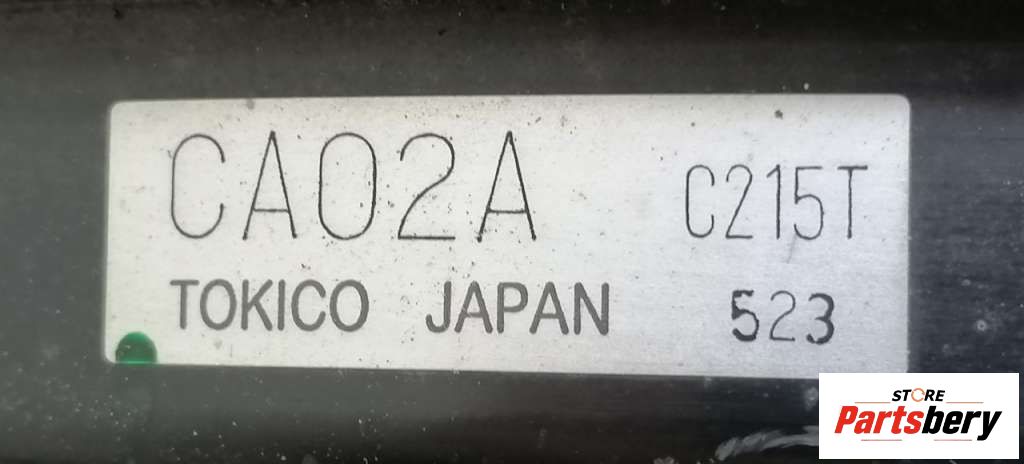 CA02A C215T
TOKICO JAPAN 523
STORE
Partsbery